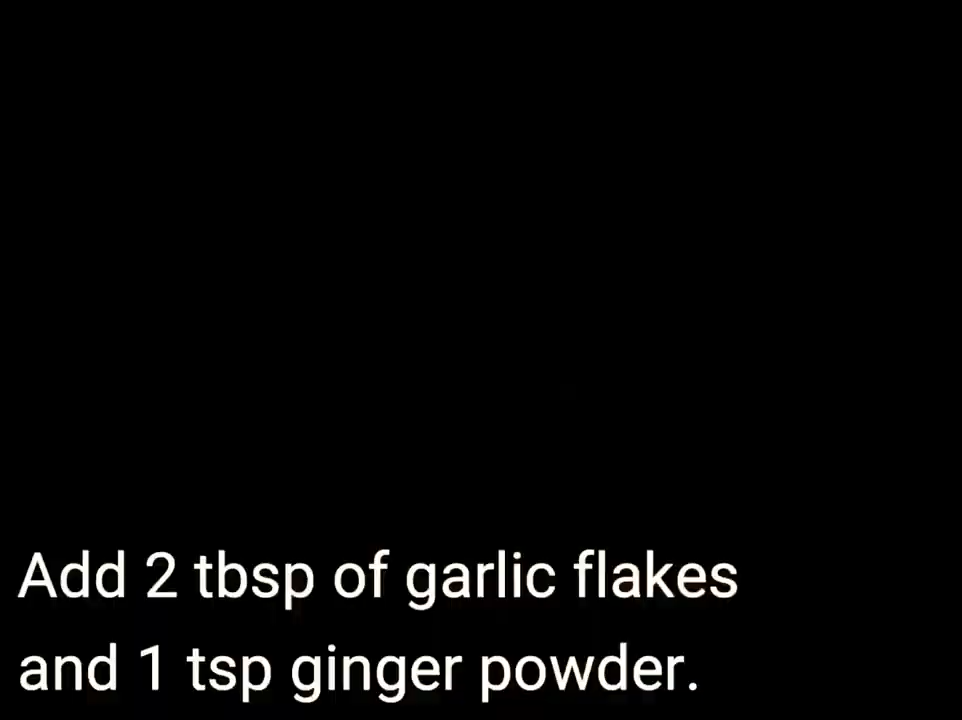 Add 2 tbsp of garlic flakes
and 1 tsp ginger powder.